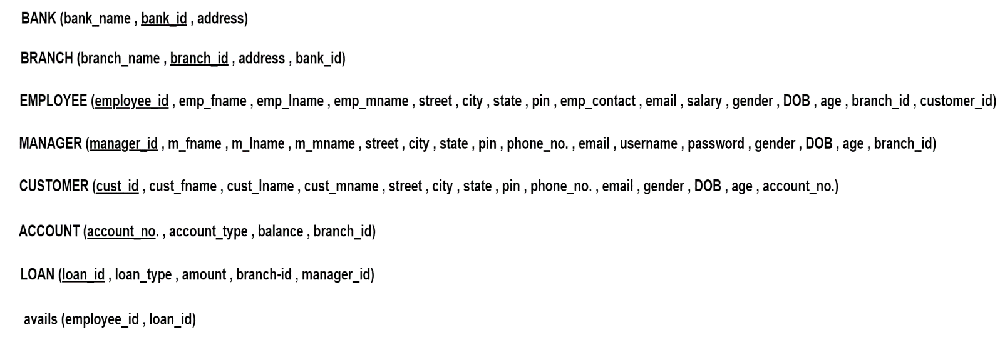 BANK (bank_name , bank_id , address)
BRANCH (branch_name , branch_id , address , bank_id)
EMPLOYEE (employee_id , emp_fname , emp_lname , emp_mname , street , city , state , pin , emp_contact , email , salary , gender , DOB , age , branch_id , customer_id)
MANAGER (manager_id , m_fname , m_lname , m_mname , street , city , state , pin , phone_no. , email , username , password , gender , DOB , age , branch_id)
CUSTOMER (cust_id , cust_fname , cust_lname , cust_mname , street , city , state , pin , phone_no. , email , gender , DOB , age , account_no.)
ACCOUNT (account_no. , account_type , balance , branch_id)
LOAN (loan_id , loan_type , amount , branch-id , manager_id)
avails (employee_id , loan_id)